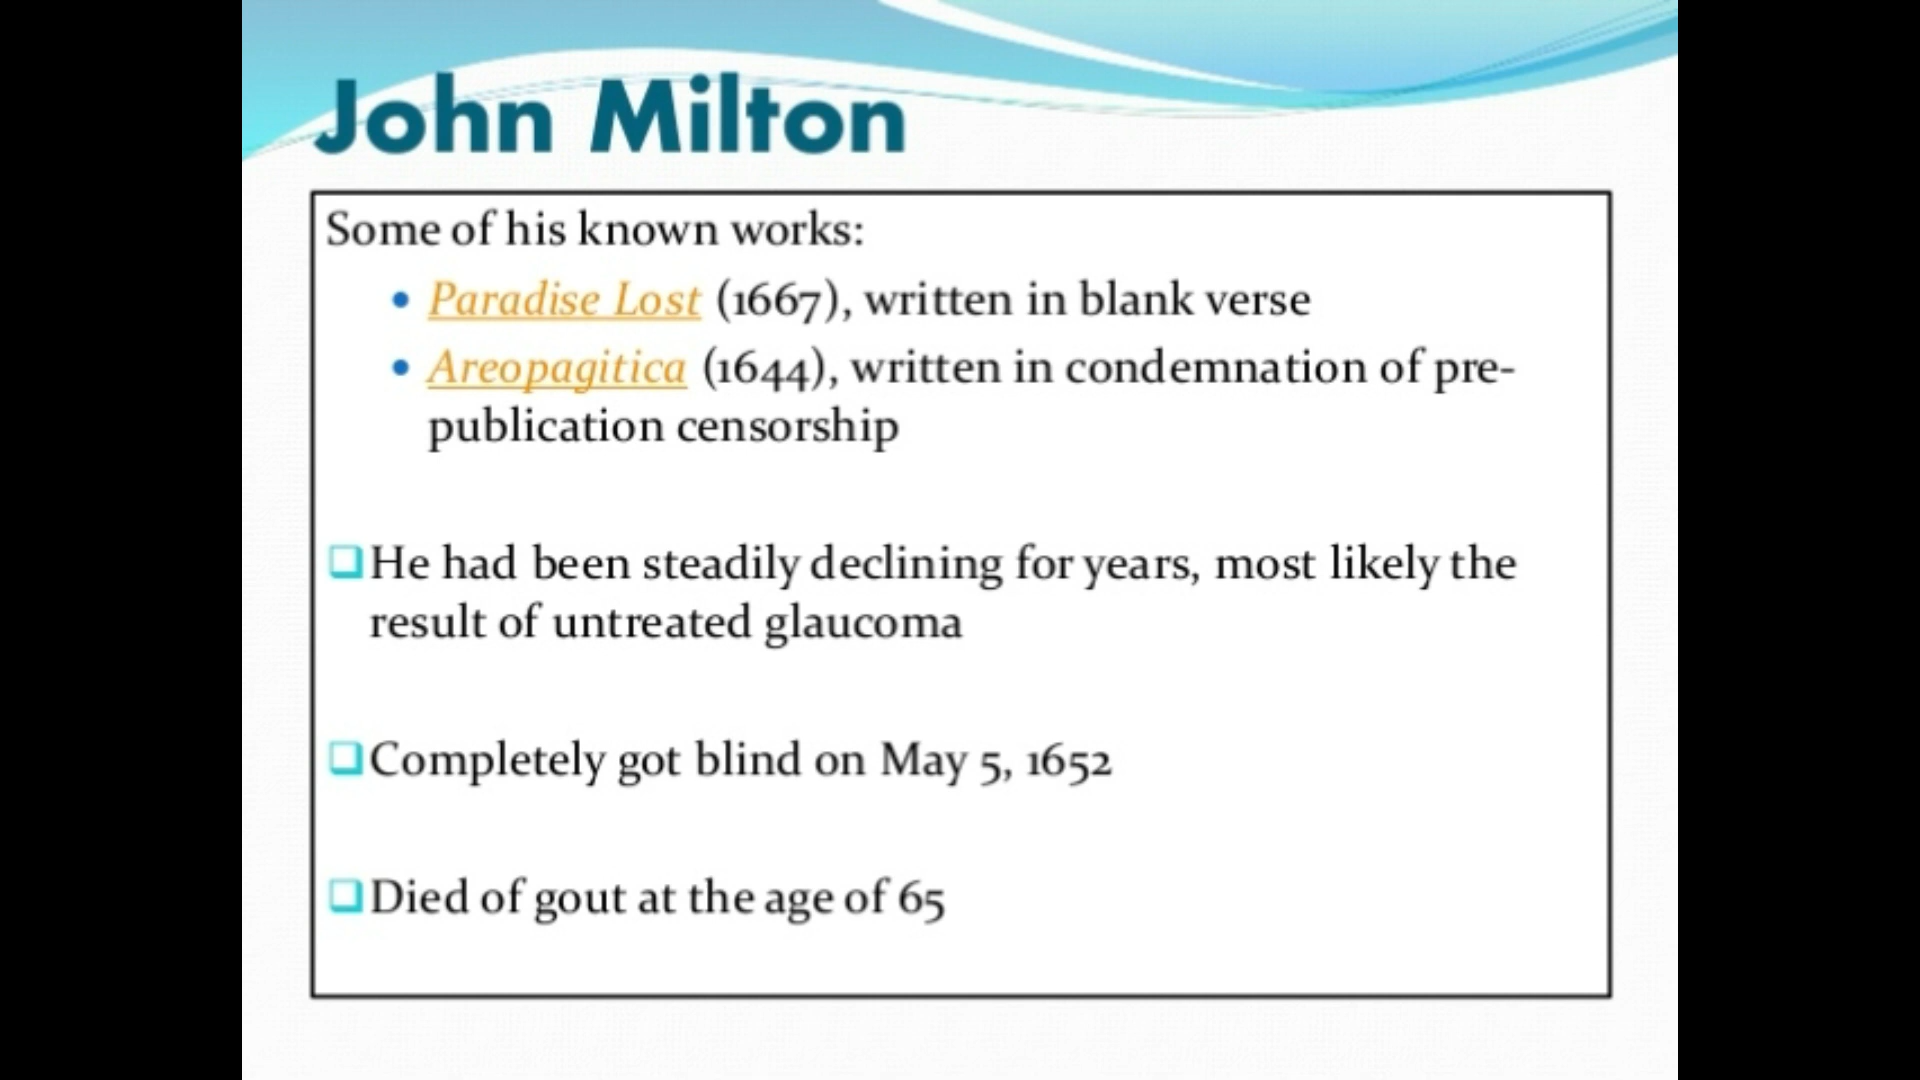 John Milton
Some of his known works:
• Paradise Lost (1667), written in blank verse
• Areopagitica (1644), written in condemnation of pre-
publication censorship
❑He had been steadily declining for years, most likely the
result of untreated glaucoma
❑Completely got blind on May 5, 1652
❑Died of gout at the age of 65